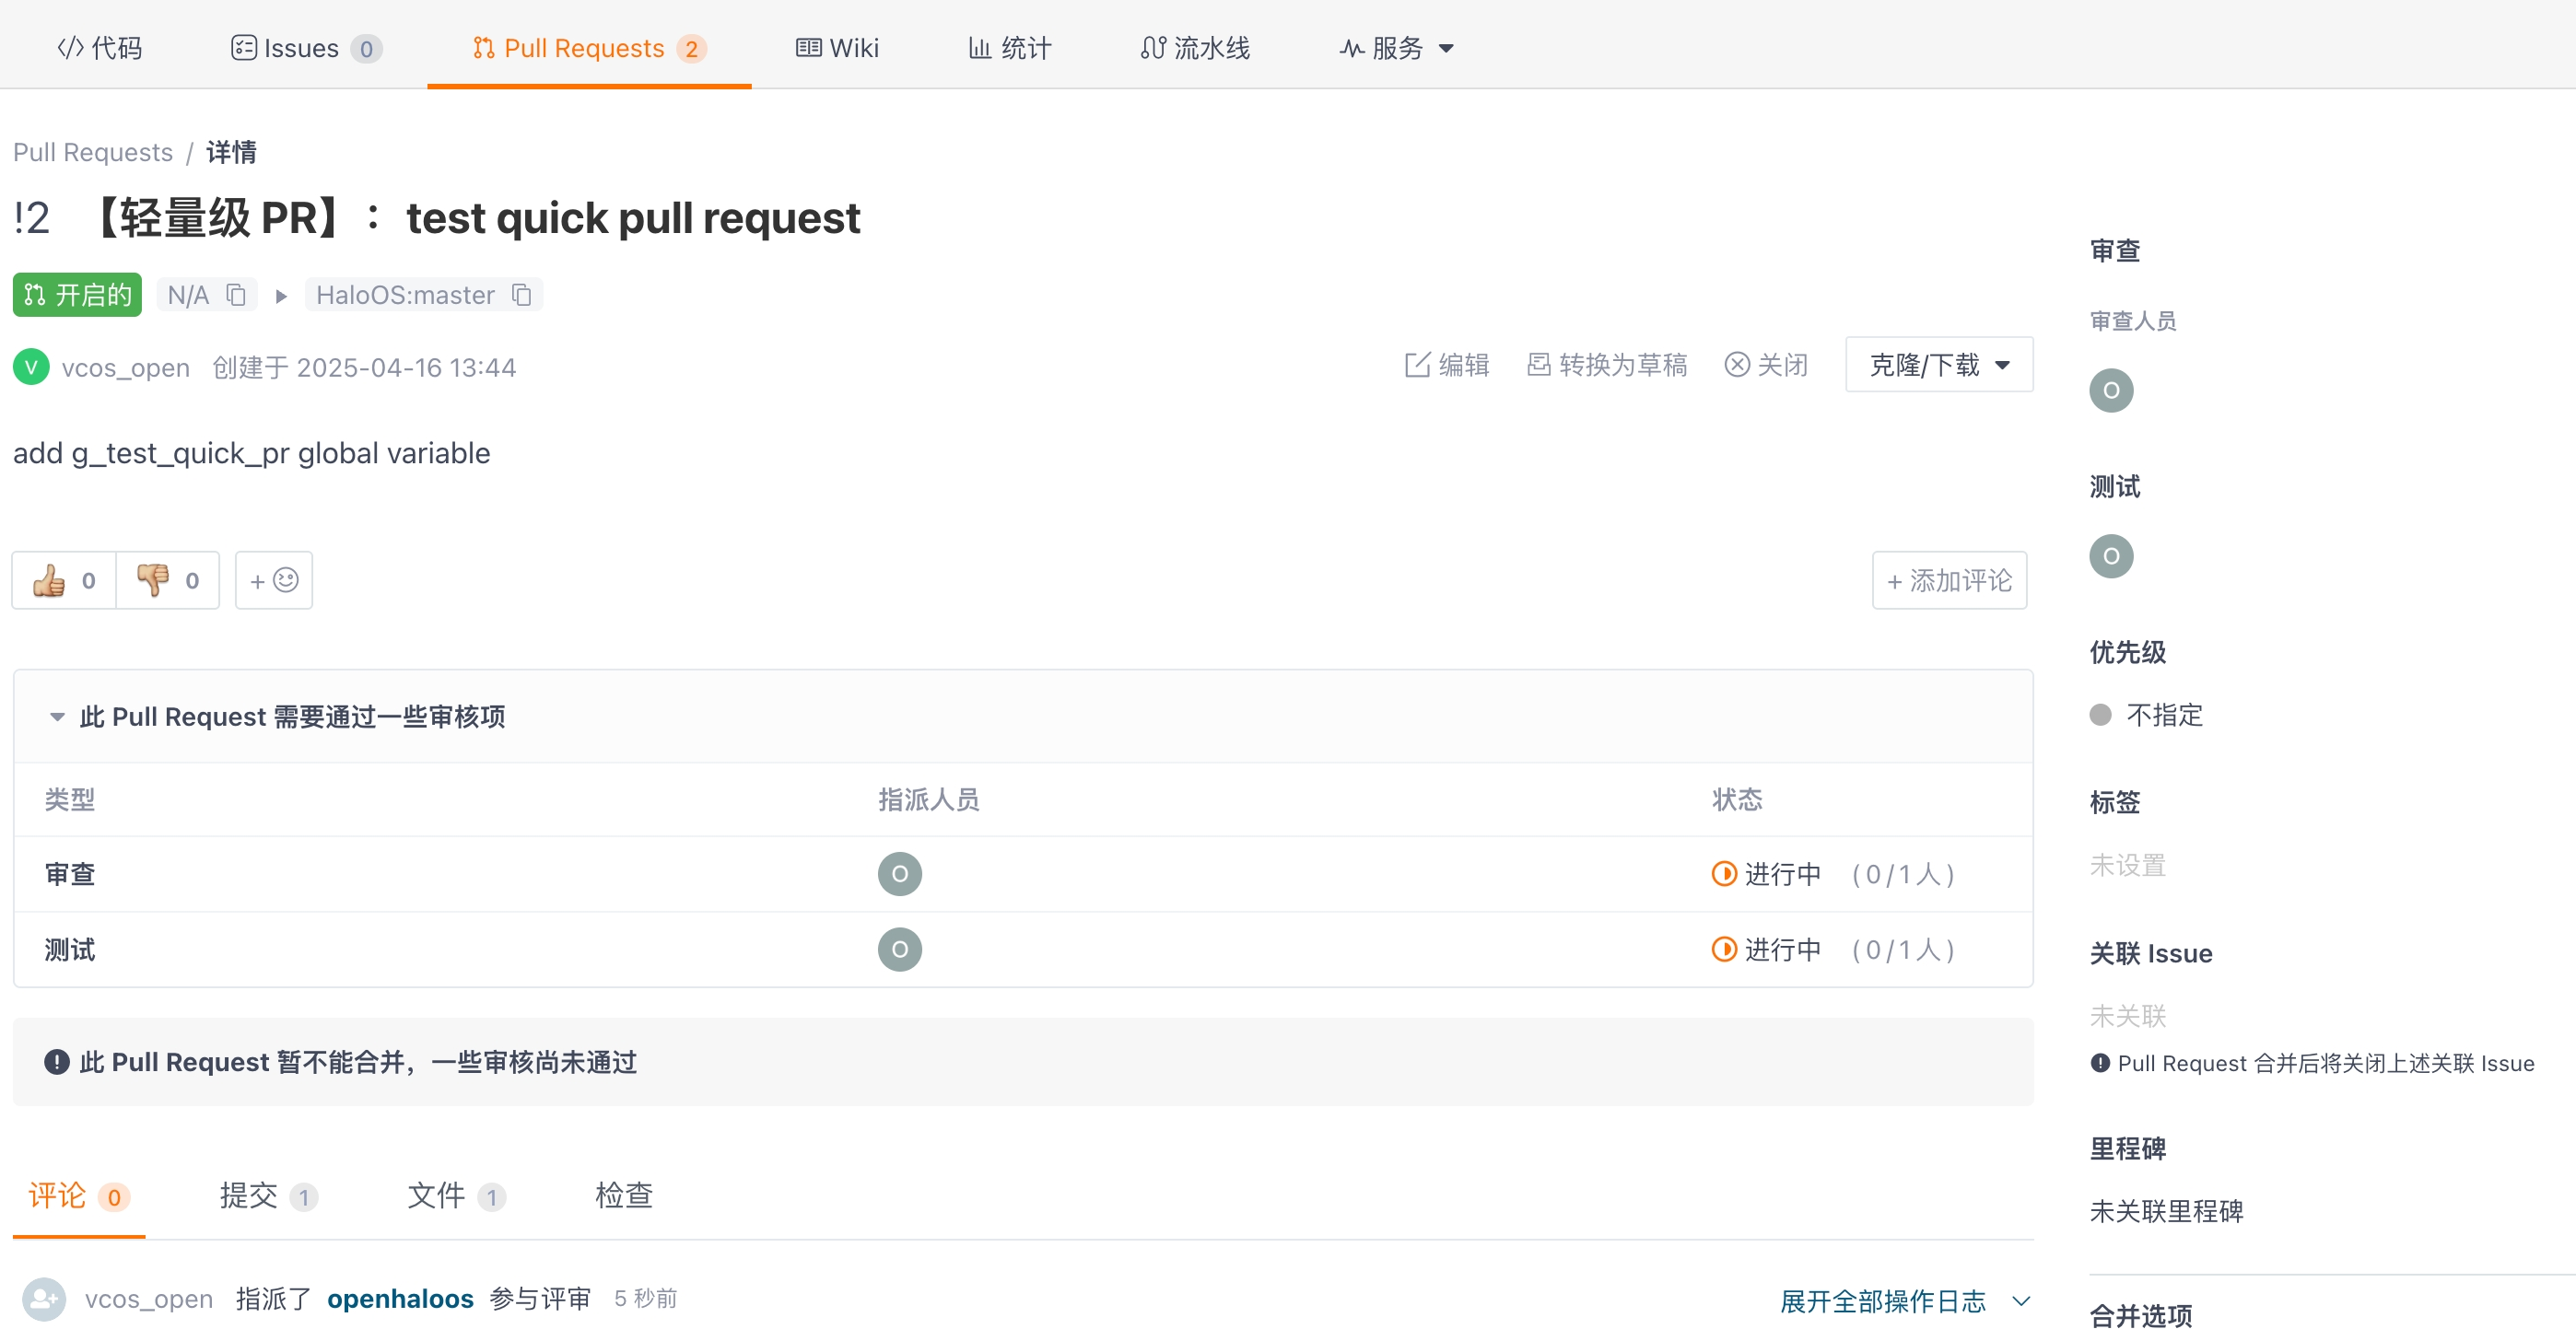 代码 Issues 0 Pull Requests 2 Wiki 统计 流水线 服务
Pull Requests / 详情
!2 【轻量级 PR】：test quick pull request
开启的 N/A HaloOS:master
V vcos_open 创建于 2025-04-16 13:44 编辑 转换为草稿 关闭 克隆/下载
add g_test_quick_pr global variable
0 0 + + 添加评论
此 Pull Request 需要通过一些审核项
类型 指派人员 状态
审查 O 进行中 （0/1人）
测试 O 进行中 （0/1人）
此 Pull Request 暂不能合并，一些审核尚未通过
评论 0 提交 1 文件 1 检查
vcos_open 指派了 openhaloos 参与评审 5 秒前 展开全部操作日志
审查
审查人员
O
测试
O
优先级
不指定
标签
未设置
关联 Issue
未关联
Pull Request 合并后将关闭上述关联 Issue
里程碑
未关联里程碑
合并选项